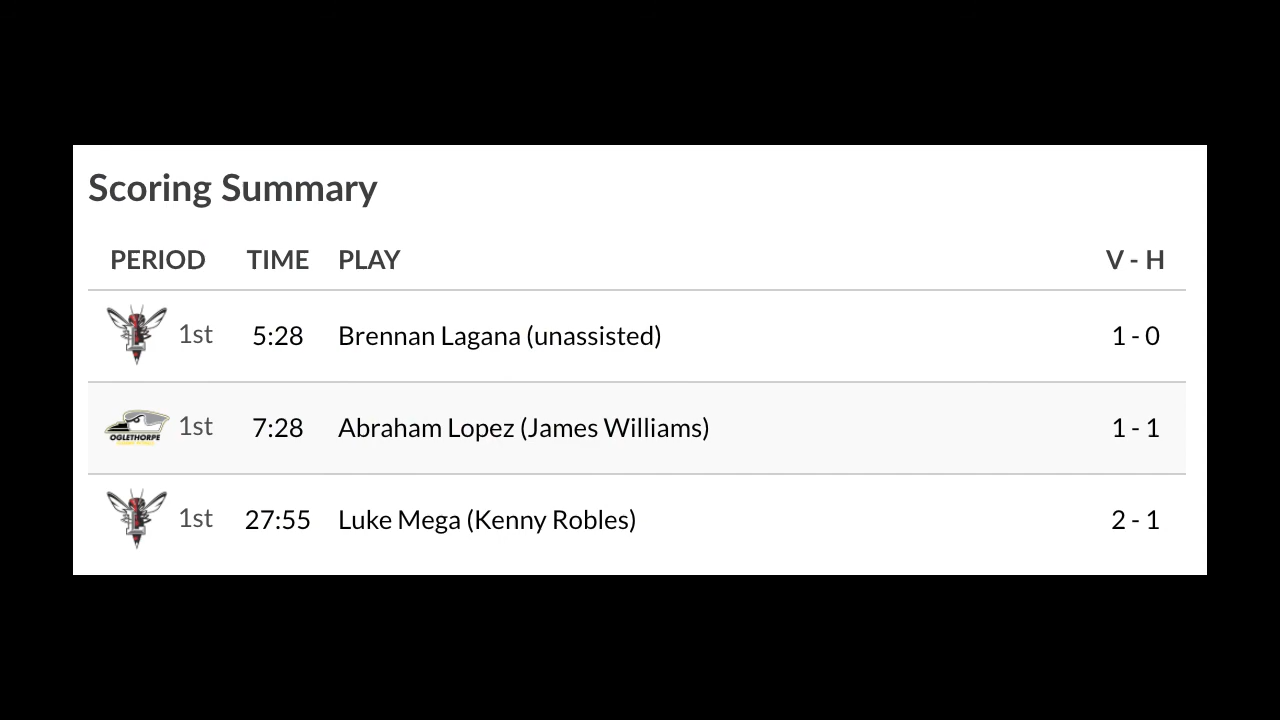 Scoring Summary
PERIOD TIME PLAY V - H
1st 5:28 Brennan Lagana (unassisted) 1 - 0
OGLETHORPE 1st 7:28 Abraham Lopez (James Williams) 1 - 1
1st 27:55 Luke Mega (Kenny Robles) 2 - 1